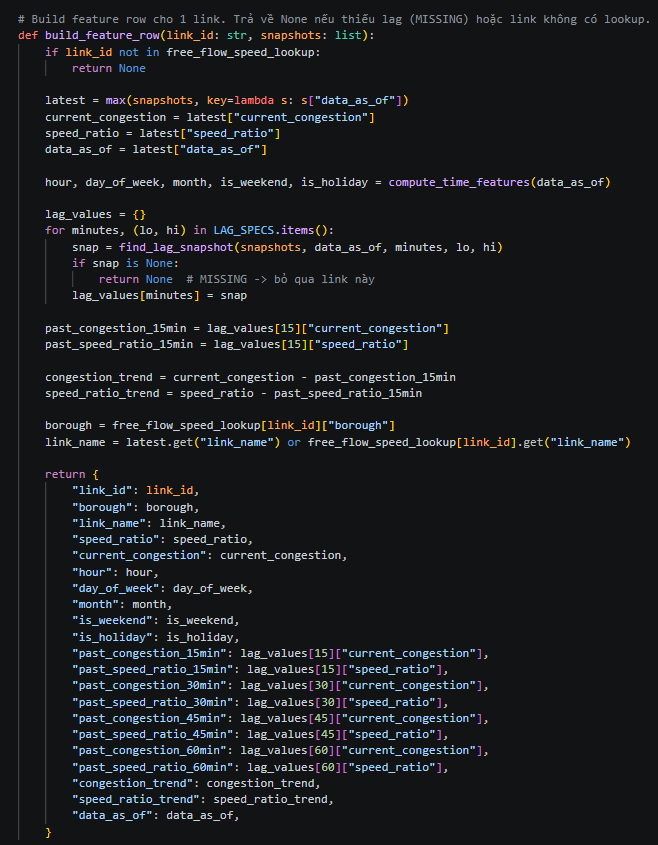 # Build feature row cho 1 link. Trả về None nếu thiếu lag (MISSING) hoặc link không có lookup.
def build_feature_row(link_id: str, snapshots: list):
    if link_id not in free_flow_speed_lookup:
        return None

    latest = max(snapshots, key=lambda s: s["data_as_of"])
    current_congestion = latest["current_congestion"]
    speed_ratio = latest["speed_ratio"]
    data_as_of = latest["data_as_of"]

    hour, day_of_week, month, is_weekend, is_holiday = compute_time_features(data_as_of)

    lag_values = {}
    for minutes, (lo, hi) in LAG_SPECS.items():
        snap = find_lag_snapshot(snapshots, data_as_of, minutes, lo, hi)
        if snap is None:
            return None  # MISSING -> bỏ qua link này
        lag_values[minutes] = snap

    past_congestion_15min = lag_values[15]["current_congestion"]
    past_speed_ratio_15min = lag_values[15]["speed_ratio"]

    congestion_trend = current_congestion - past_congestion_15min
    speed_ratio_trend = speed_ratio - past_speed_ratio_15min

    borough = free_flow_speed_lookup[link_id]["borough"]
    link_name = latest.get("link_name") or free_flow_speed_lookup[link_id].get("link_name")

    return {
        "link_id": link_id,
        "borough": borough,
        "link_name": link_name,
        "speed_ratio": speed_ratio,
        "current_congestion": current_congestion,
        "hour": hour,
        "day_of_week": day_of_week,
        "month": month,
        "is_weekend": is_weekend,
        "is_holiday": is_holiday,
        "past_congestion_15min": lag_values[15]["current_congestion"],
        "past_speed_ratio_15min": lag_values[15]["speed_ratio"],
        "past_congestion_30min": lag_values[30]["current_congestion"],
        "past_speed_ratio_30min": lag_values[30]["speed_ratio"],
        "past_congestion_45min": lag_values[45]["current_congestion"],
        "past_speed_ratio_45min": lag_values[45]["speed_ratio"],
        "past_congestion_60min": lag_values[60]["current_congestion"],
        "past_speed_ratio_60min": lag_values[60]["speed_ratio"],
        "congestion_trend": congestion_trend,
        "speed_ratio_trend": speed_ratio_trend,
        "data_as_of": data_as_of,
    }